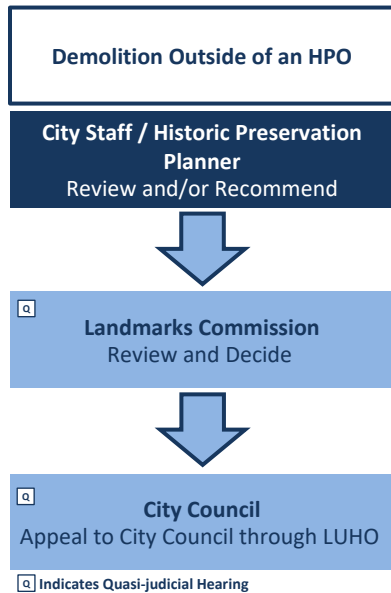 Demolition Outside of an HPO
City Staff / Historic Preservation
Planner
Review and/or Recommend
Q
Landmarks Commission
Review and Decide
Q
City Council
Appeal to City Council through LUHO
Q Indicates Quasi-judicial Hearing